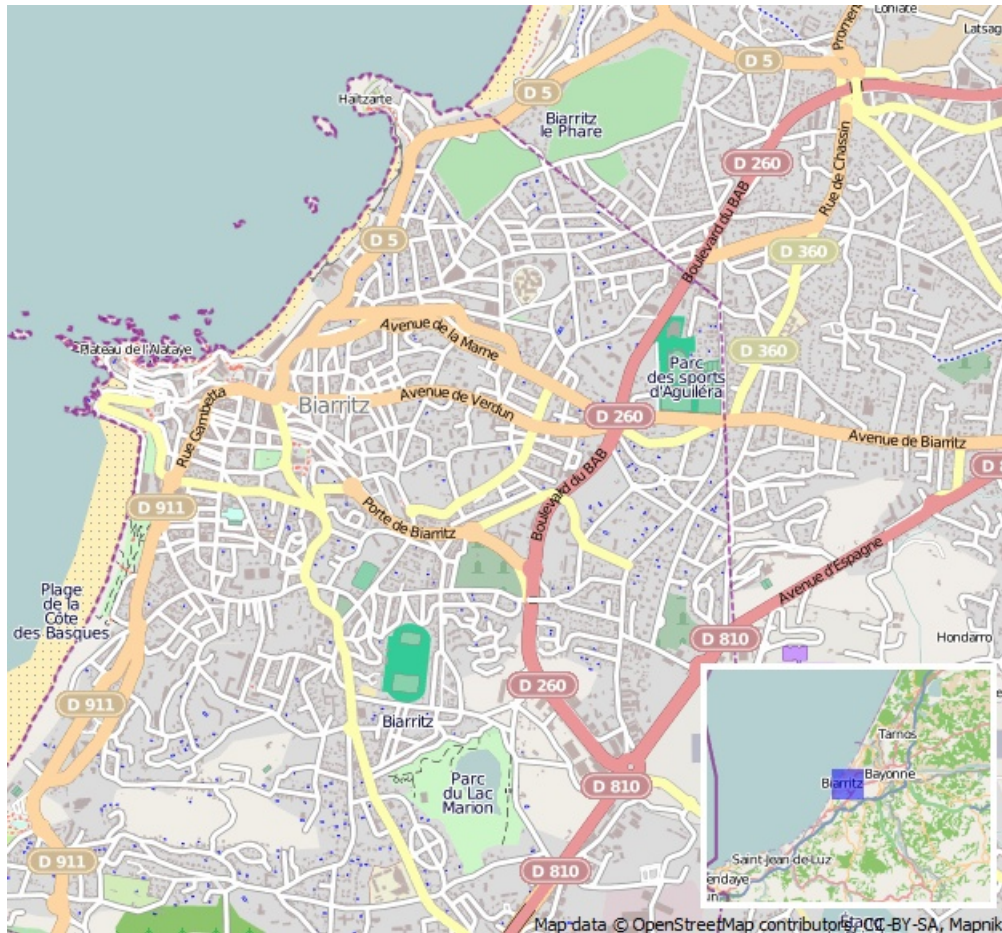 Loriate
Promen
Latsag
D 5
D 5
Haitzarte
Biarritz
le Phare
D 260
Rue de Chassin
Boulevard du BAB
D 360
D 5
Avenue de la Marne
Plateau de l'Atalaye
D 360
Parc
des sports
d'Aguiléra
Rue Gambetta
Biarritz
Avenue de Verdun
D 260
Avenue de Biarritz
Boulevard du BAB
D 911
Porte de Biarritz
Avenue d'Espagne
Plage
de la
Côte
des Basques
D 810
Hondarro
D 260
D 911
Biarritz
Tarnos
Biarritz
Bayonne
Parc
du Lac
Marion
D 810
D 911
Saint-Jean-de-Luz
endaye
D 810
Map data © OpenStreetMap contributors, CC-BY-SA, Mapnik